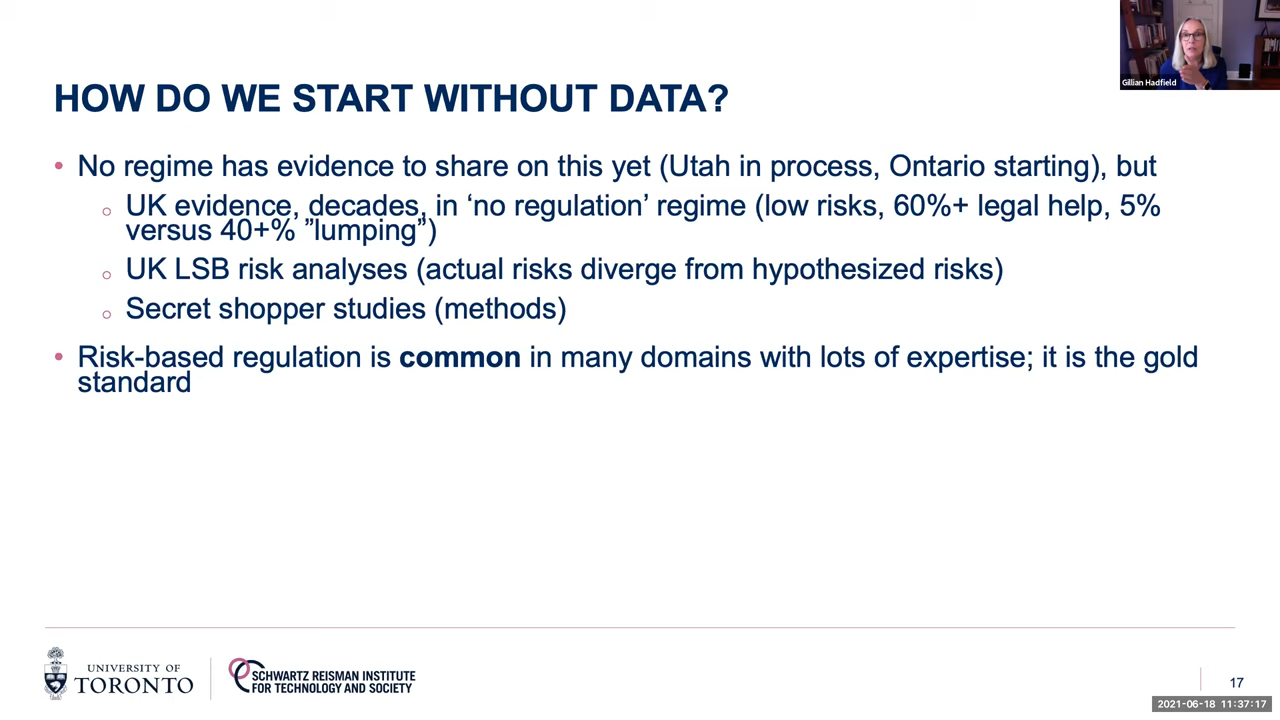 Gillian Hadfield
HOW DO WE START WITHOUT DATA?
• No regime has evidence to share on this yet (Utah in process, Ontario starting), but
○ UK evidence, decades, in ‘no regulation’ regime (low risks, 60%+ legal help, 5%
versus 40+% ”lumping”)
○ UK LSB risk analyses (actual risks diverge from hypothesized risks)
○ Secret shopper studies (methods)
• Risk-based regulation is common in many domains with lots of expertise; it is the gold
standard
UNIVERSITY OF
TORONTO
SCHWARTZ REISMAN INSTITUTE
FOR TECHNOLOGY AND SOCIETY
17
2021-06-18 11:37:17